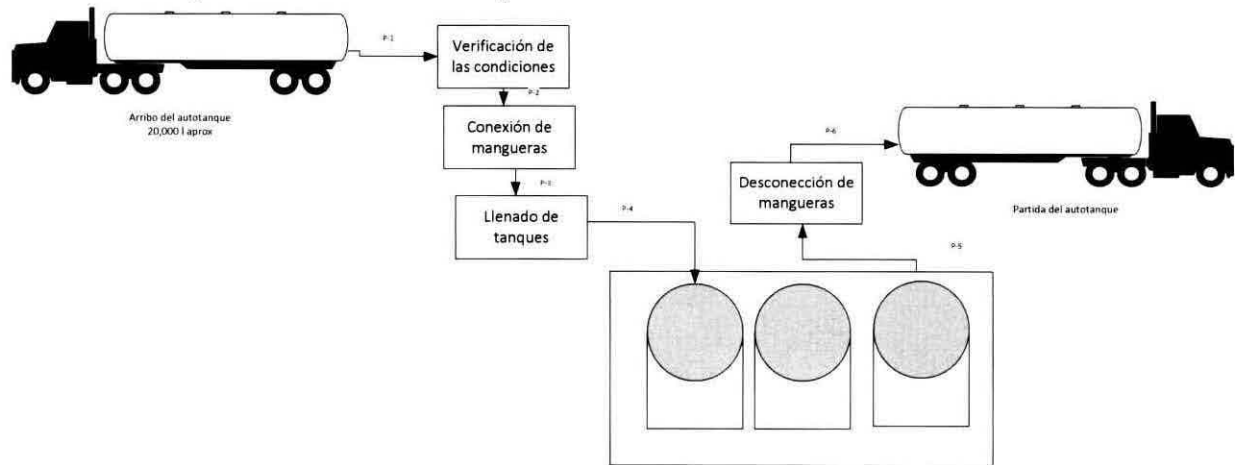 P-1
Verificación de
las condiciones
Arribo del autotanque
20,000 l aprox
P-2
Conexión de
mangueras
P-3
Llenado de
tanques
P-4
P-5
Desconección de
mangueras
P-6
Partida del autotanque